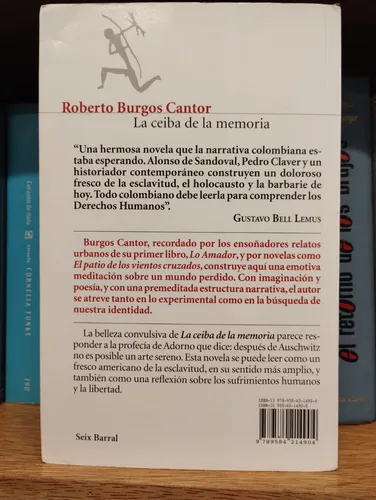 Roberto Burgos Cantor
La ceiba de la memoria
“Una hermosa novela que la narrativa colombiana es-
taba esperando. Alonso de Sandoval, Pedro Claver y un
historiador contemporáneo construyen un doloroso
fresco de la esclavitud, el holocausto y la barbarie de
hoy. Todo colombiano debe leerla para comprender los
Derechos Humanos”.
GUSTAVO BELL LEMUS
Burgos Cantor, recordado por los ensoñadores relatos
urbanos de su primer libro, Lo Amador, y por novelas como
El patio de los vientos cruzados, construye aquí una emotiva
meditación sobre un mundo perdido. Con imaginación y
poesía, y con una premeditada estructura narrativa, el autor
se atreve tanto en lo experimental como en la búsqueda de
nuestra identidad.
La belleza convulsiva de La ceiba de la memoria parece res-
ponder a la profecía de Adorno que dice: después de Auschwitz
no es posible un arte sereno. Esta novela se puede leer como un
fresco americano de la esclavitud, en su sentido más amplio, y
también como una reflexión sobre los sufrimientos humanos
y la libertad.
Seix Barral
9789584214904
CORNELIA FUNKE